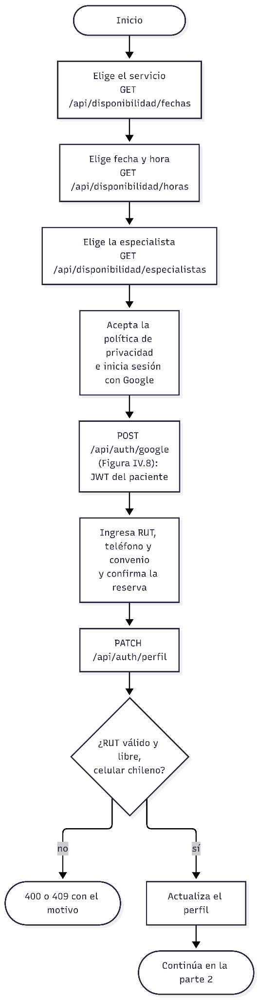 Inicio
Elige el servicio
GET
/api/disponibilidad/fechas
Elige fecha y hora
GET
/api/disponibilidad/horas
Elige la especialista
GET
/api/disponibilidad/especialistas
Acepta la
política de
privacidad
e inicia sesión
con Google
POST
/api/auth/google
(Figura IV.8):
JWT del paciente
Ingresa RUT,
teléfono y
convenio
y confirma la
reserva
PATCH
/api/auth/perfil
¿RUT válido y
libre,
celular chileno?
no
sí
400 o 409 con el
motivo
Actualiza el
perfil
Continúa en la
parte 2